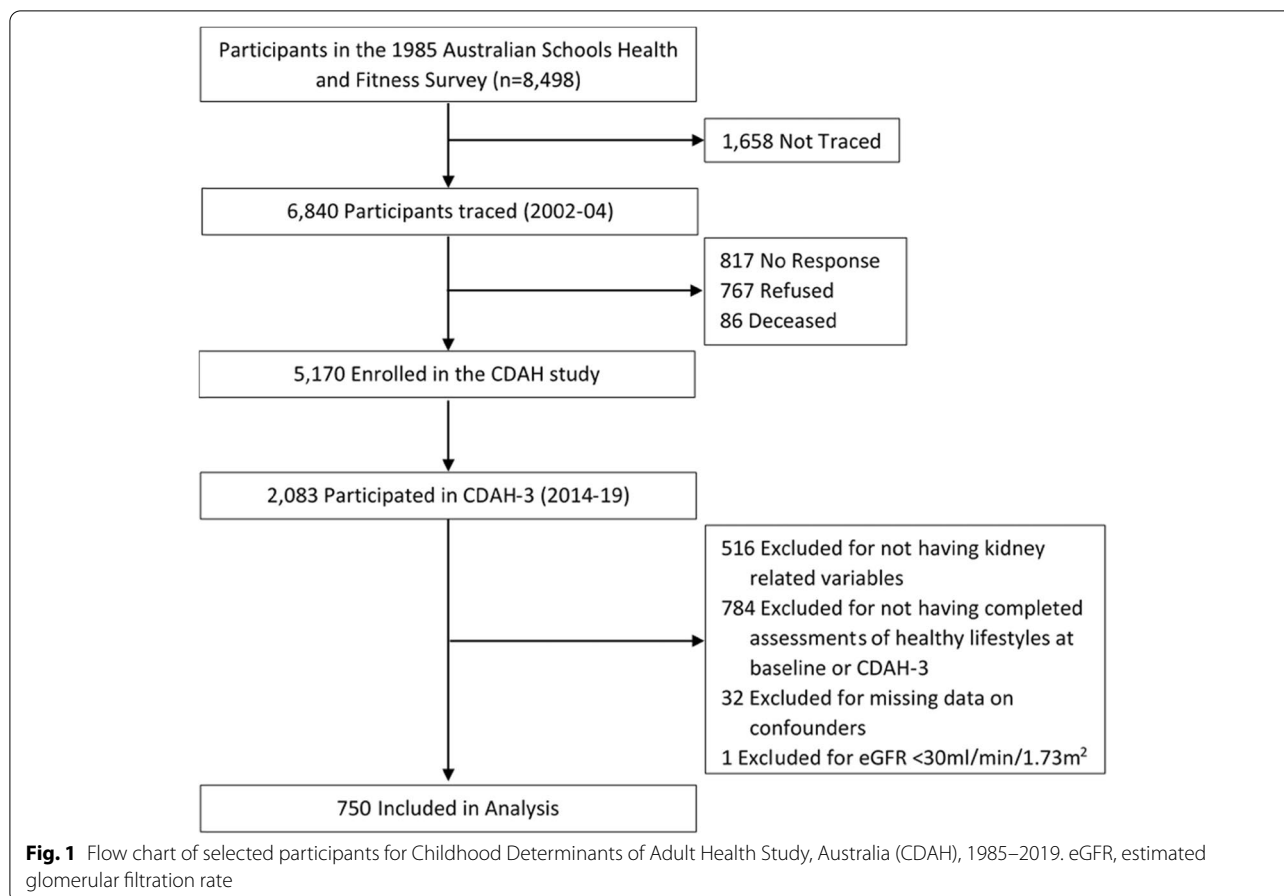 Participants in the 1985 Australian Schools Health
and Fitness Survey (n=8,498)
1,658 Not Traced
6,840 Participants traced (2002-04)
817 No Response
767 Refused
86 Deceased
5,170 Enrolled in the CDAH study
2,083 Participated in CDAH-3 (2014-19)
516 Excluded for not having kidney
related variables
784 Excluded for not having completed
assessments of healthy lifestyles at
baseline or CDAH-3
32 Excluded for missing data on
confounders
1 Excluded for eGFR <30ml/min/1.73m²
750 Included in Analysis
Fig. 1 Flow chart of selected participants for Childhood Determinants of Adult Health Study, Australia (CDAH), 1985–2019. eGFR, estimated
glomerular filtration rate